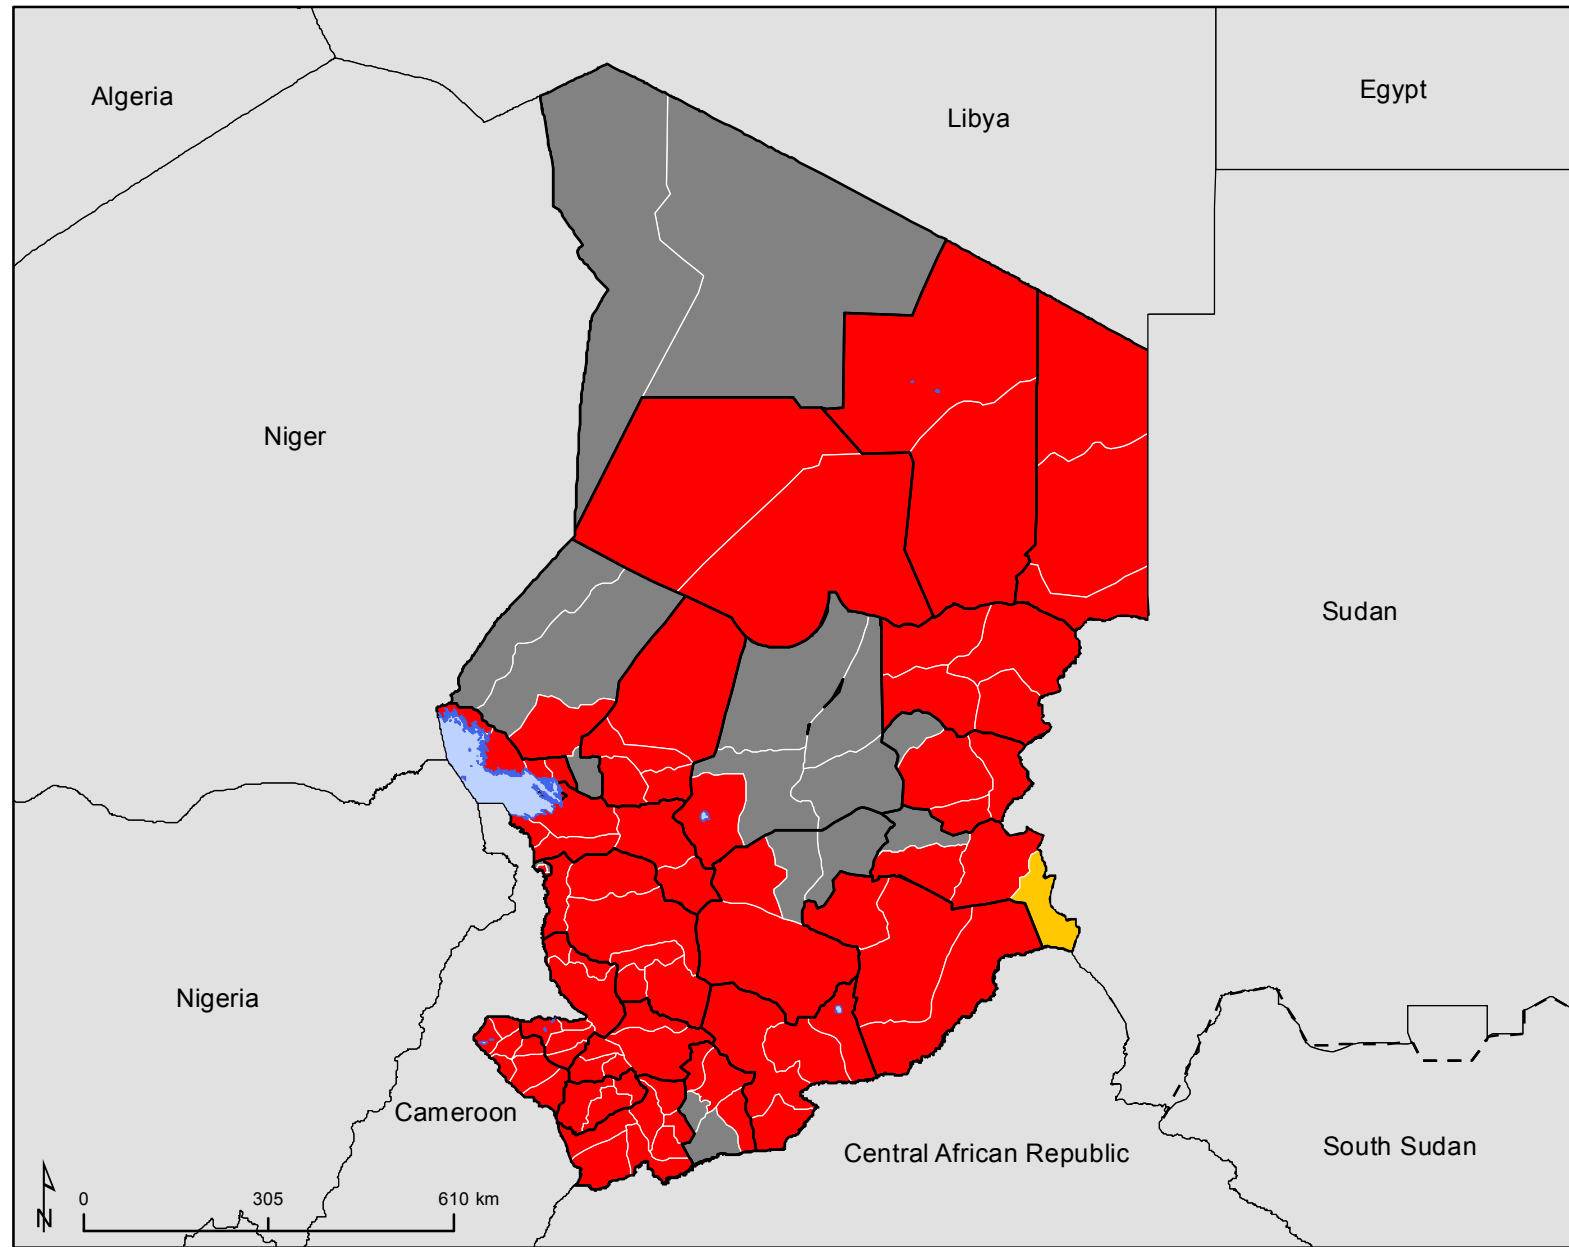 Algeria
Egypt
Libya
Niger
Sudan
Nigeria
Cameroon
Central African Republic
South Sudan
N
0
305
610 km